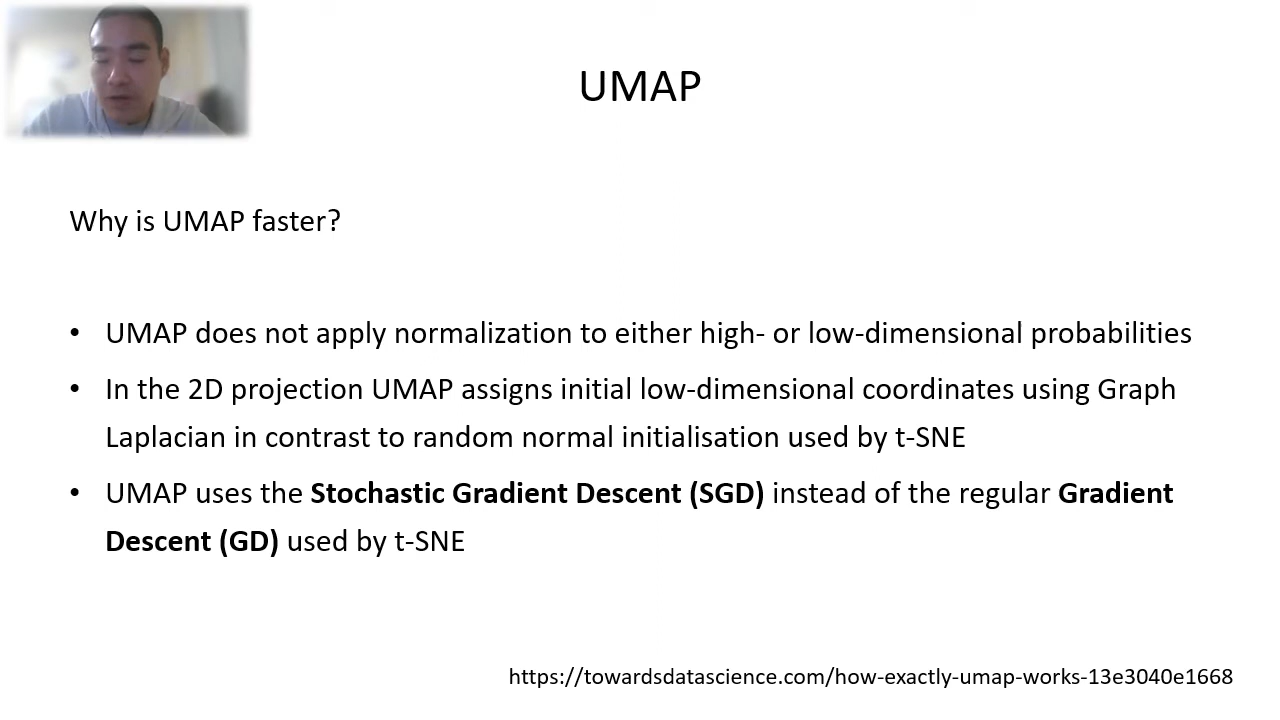 UMAP
Why is UMAP faster?
• UMAP does not apply normalization to either high- or low-dimensional probabilities
• In the 2D projection UMAP assigns initial low-dimensional coordinates using Graph
Laplacian in contrast to random normal initialisation used by t-SNE
• UMAP uses the Stochastic Gradient Descent (SGD) instead of the regular Gradient
Descent (GD) used by t-SNE
https://towardsdatascience.com/how-exactly-umap-works-13e3040e1668